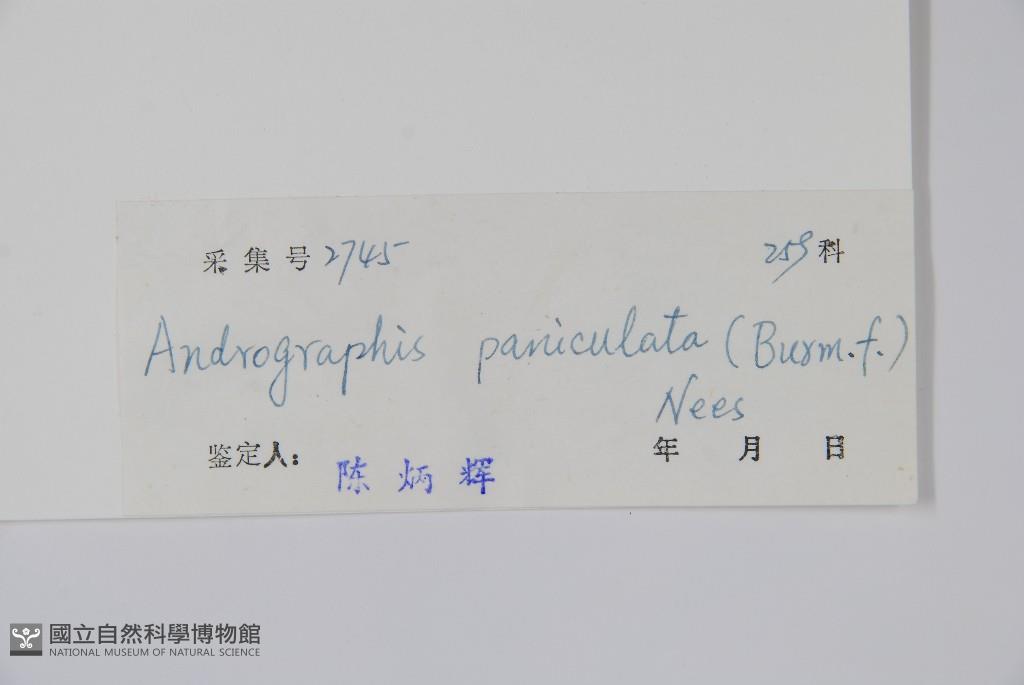 采集号 2745 259 科
Andrographis paniculata (Burm.f.)
Nees
鉴定人: 陈炳辉 年 月 日
國立自然科學博物館
NATIONAL MUSEUM OF NATURAL SCIENCE